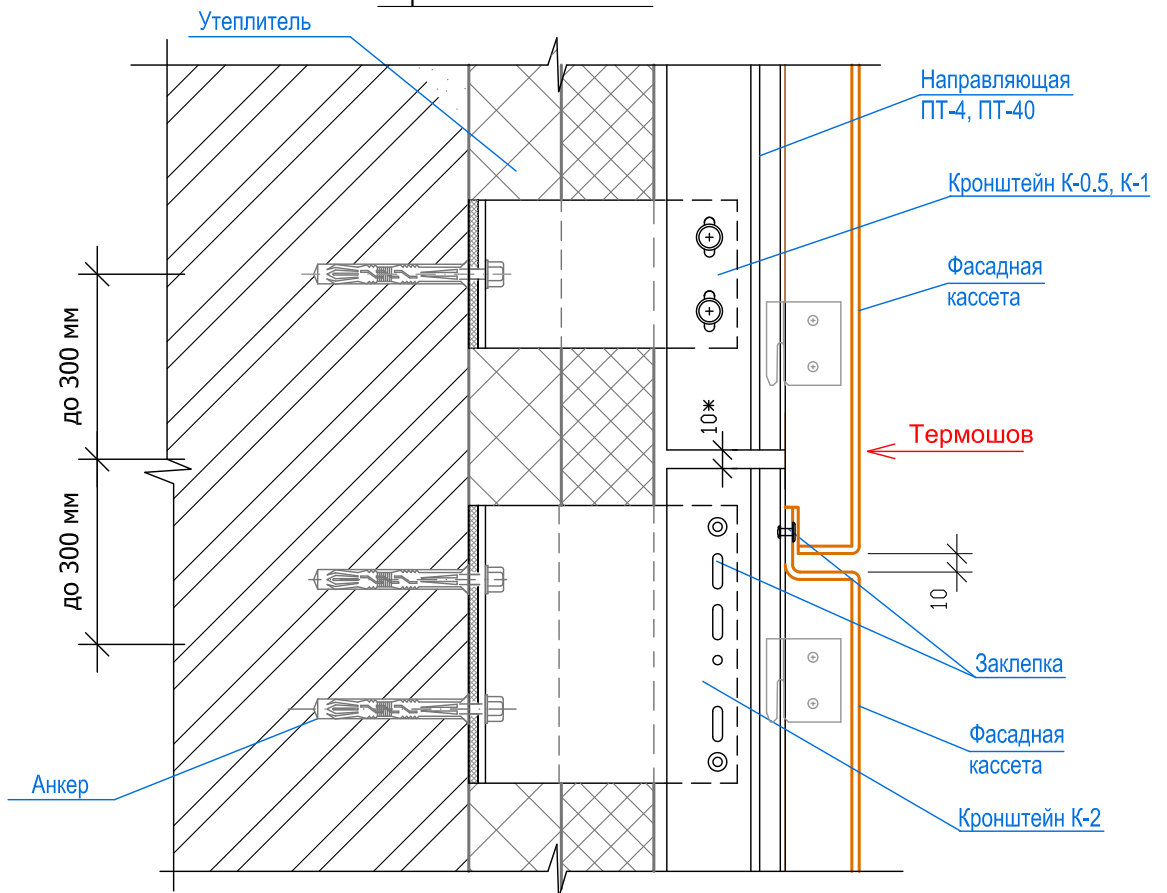 Утеплитель
Направляющая
ПТ-4, ПТ-40
Кронштейн К-0.5, К-1
Фасадная
кассета
до 300 мм
10*
Термошов
до 300 мм
10
Заклепка
Фасадная
кассета
Анкер
Кронштейн К-2